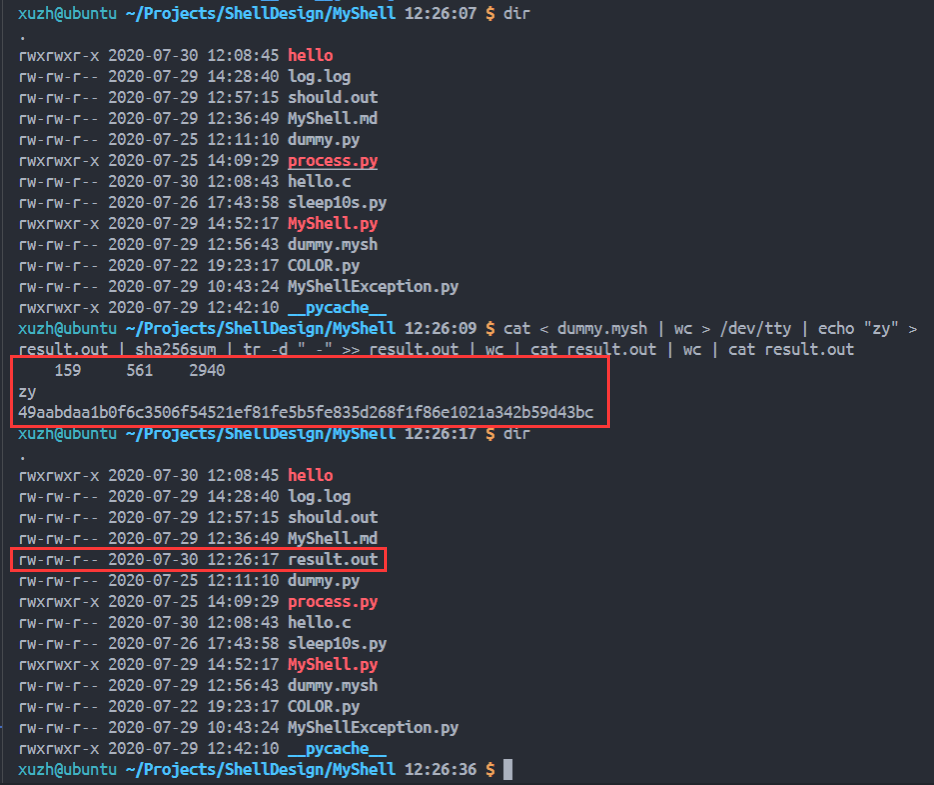 xuzh@ubuntu ~/Projects/ShellDesign/MyShell 12:26:07 $ dir
.
rwxrwxr-x 2020-07-30 12:08:45 hello
rw-rw-r-- 2020-07-29 14:28:40 log.log
rw-rw-r-- 2020-07-29 12:57:15 should.out
rw-rw-r-- 2020-07-29 12:36:49 MyShell.md
rw-rw-r-- 2020-07-25 12:11:10 dummy.py
rwxrwxr-x 2020-07-25 14:09:29 process.py
rw-rw-r-- 2020-07-30 12:08:43 hello.c
rw-rw-r-- 2020-07-26 17:43:58 sleep10s.py
rwxrwxr-x 2020-07-29 14:52:17 MyShell.py
rw-rw-r-- 2020-07-29 12:56:43 dummy.mysh
rw-rw-r-- 2020-07-22 19:23:17 COLOR.py
rw-rw-r-- 2020-07-29 10:43:24 MyShellException.py
rwxrwxr-x 2020-07-29 12:42:10 __pycache__
xuzh@ubuntu ~/Projects/ShellDesign/MyShell 12:26:09 $ cat < dummy.mysh | wc > /dev/tty | echo "zy" >
result.out | sha256sum | tr -d " -" >> result.out | wc | cat result.out | wc | cat result.out
    159     561    2940
zy
49aabdaa1b0f6c3506f54521ef81fe5b5fe835d268f1f86e1021a342b59d43bc
xuzh@ubuntu ~/Projects/ShellDesign/MyShell 12:26:17 $ dir
.
rwxrwxr-x 2020-07-30 12:08:45 hello
rw-rw-r-- 2020-07-29 14:28:40 log.log
rw-rw-r-- 2020-07-29 12:57:15 should.out
rw-rw-r-- 2020-07-29 12:36:49 MyShell.md
rw-rw-r-- 2020-07-30 12:26:17 result.out
rw-rw-r-- 2020-07-25 12:11:10 dummy.py
rwxrwxr-x 2020-07-25 14:09:29 process.py
rw-rw-r-- 2020-07-30 12:08:43 hello.c
rw-rw-r-- 2020-07-26 17:43:58 sleep10s.py
rwxrwxr-x 2020-07-29 14:52:17 MyShell.py
rw-rw-r-- 2020-07-29 12:56:43 dummy.mysh
rw-rw-r-- 2020-07-22 19:23:17 COLOR.py
rw-rw-r-- 2020-07-29 10:43:24 MyShellException.py
rwxrwxr-x 2020-07-29 12:42:10 __pycache__
xuzh@ubuntu ~/Projects/ShellDesign/MyShell 12:26:36 $